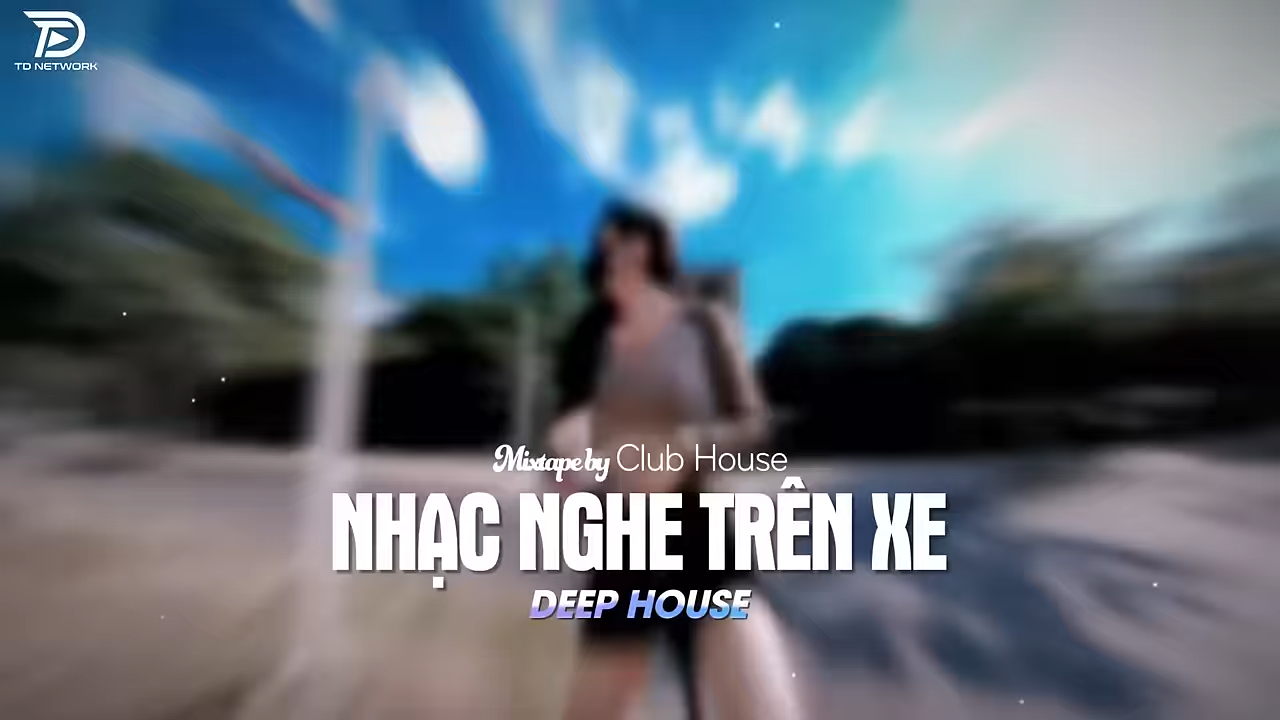 TD NETWORK
Mixtape by Club House
NHẠC NGHE TRÊN XE
DEEP HOUSE